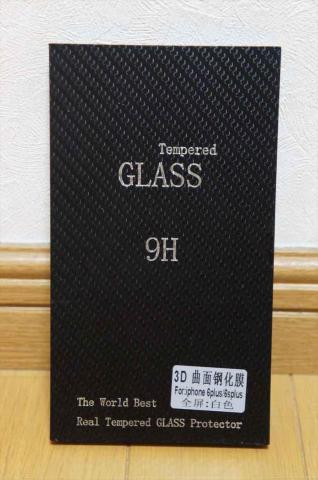 Tempered
GLASS
9H
3D 曲面钢化膜
For:iphone 6plus/6splus
全屏:白色
The World Best
Real Tempered GLASS Protector